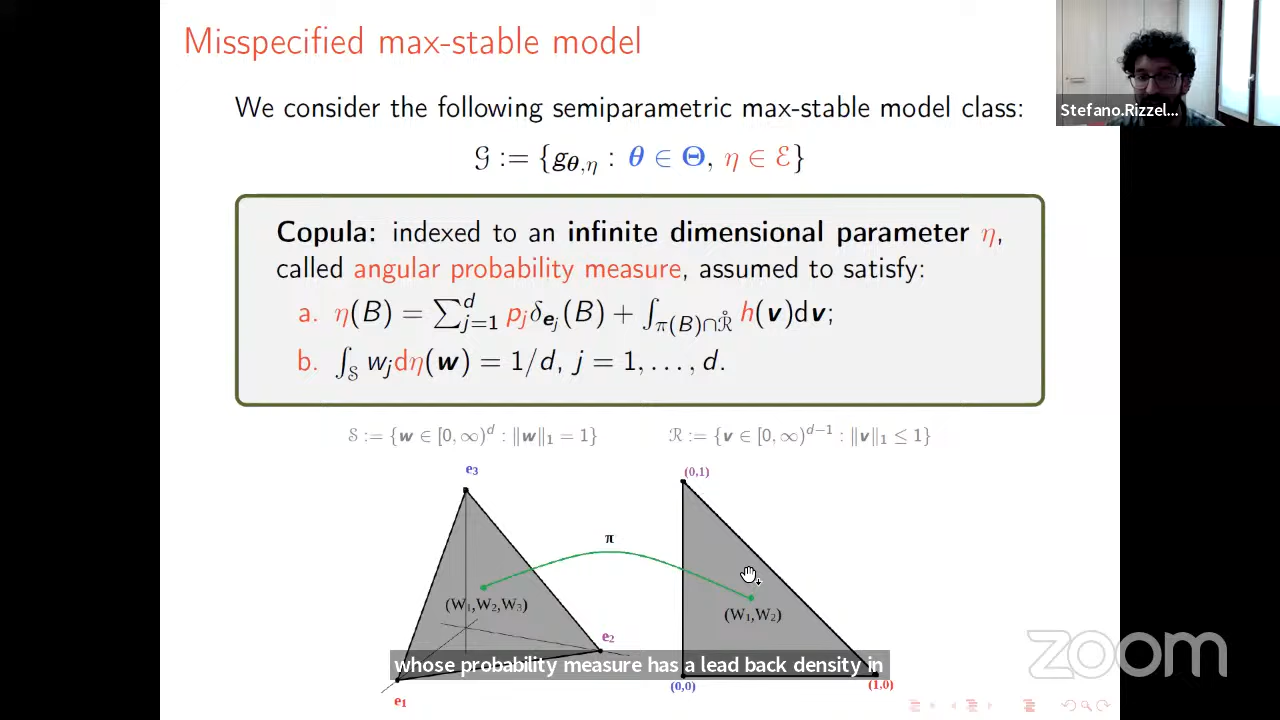 Misspecified max-stable model
Stefano.Rizzel...
We consider the following semiparametric max-stable model class:
𝒢 := {g_{θ,η} : θ ∈ Θ, η ∈ ℰ}
Copula: indexed to an infinite dimensional parameter η,
called angular probability measure, assumed to satisfy:
a. η(B) = ∑_{j=1}^{d} p_j δ_{e_j}(B) + ∫_{π(B)∩ℛ̊} h(v)dv;
b. ∫_𝒮 w_j dη(w) = 1/d, j = 1, . . . , d.
𝒮 := {w ∈ [0, ∞)^d : ‖w‖₁ = 1}
ℛ := {v ∈ [0, ∞)^{d−1} : ‖v‖₁ ≤ 1}
e₃
(0,1)
π
(W₁,W₂,W₃)
(W₁,W₂)
e₂
whose probability measure has a lead back density in
e₁
(0,0)
(1,0)
zoom